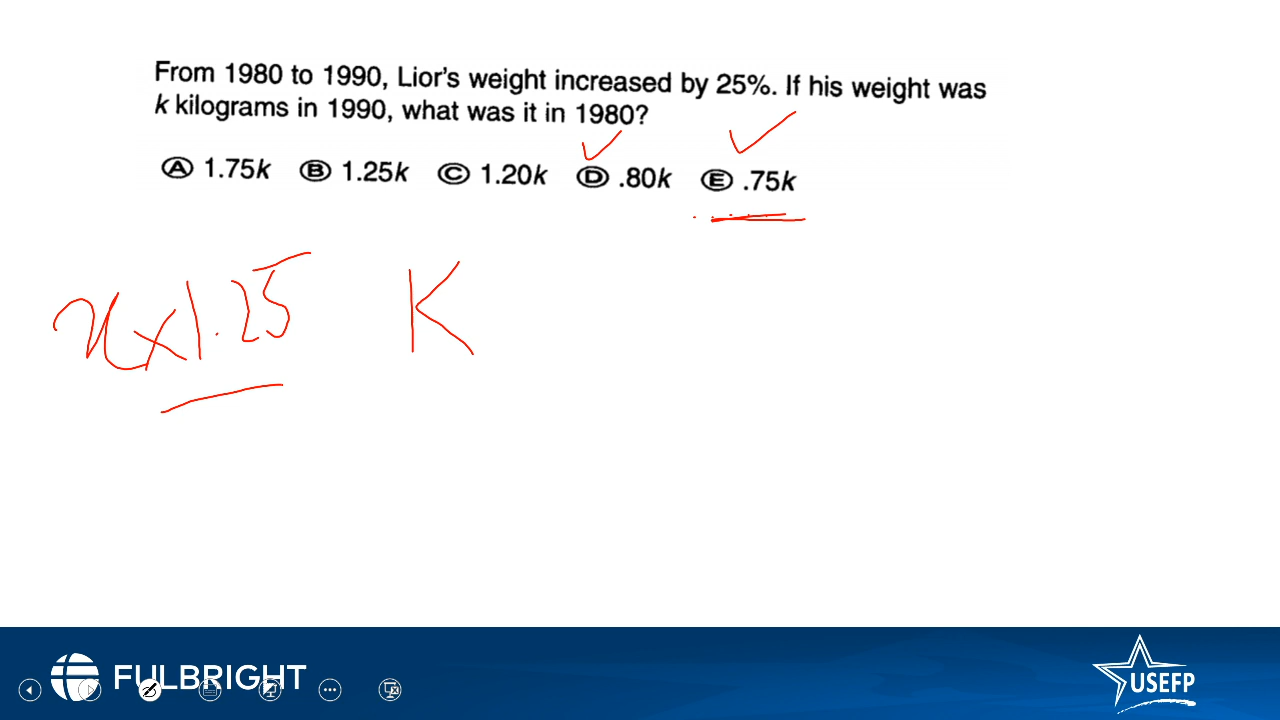 From 1980 to 1990, Lior's weight increased by 25%. If his weight was
k kilograms in 1990, what was it in 1980?
A 1.75k B 1.25k C 1.20k D .80k E .75k
x×1.25 K
FULBRIGHT
USEFP